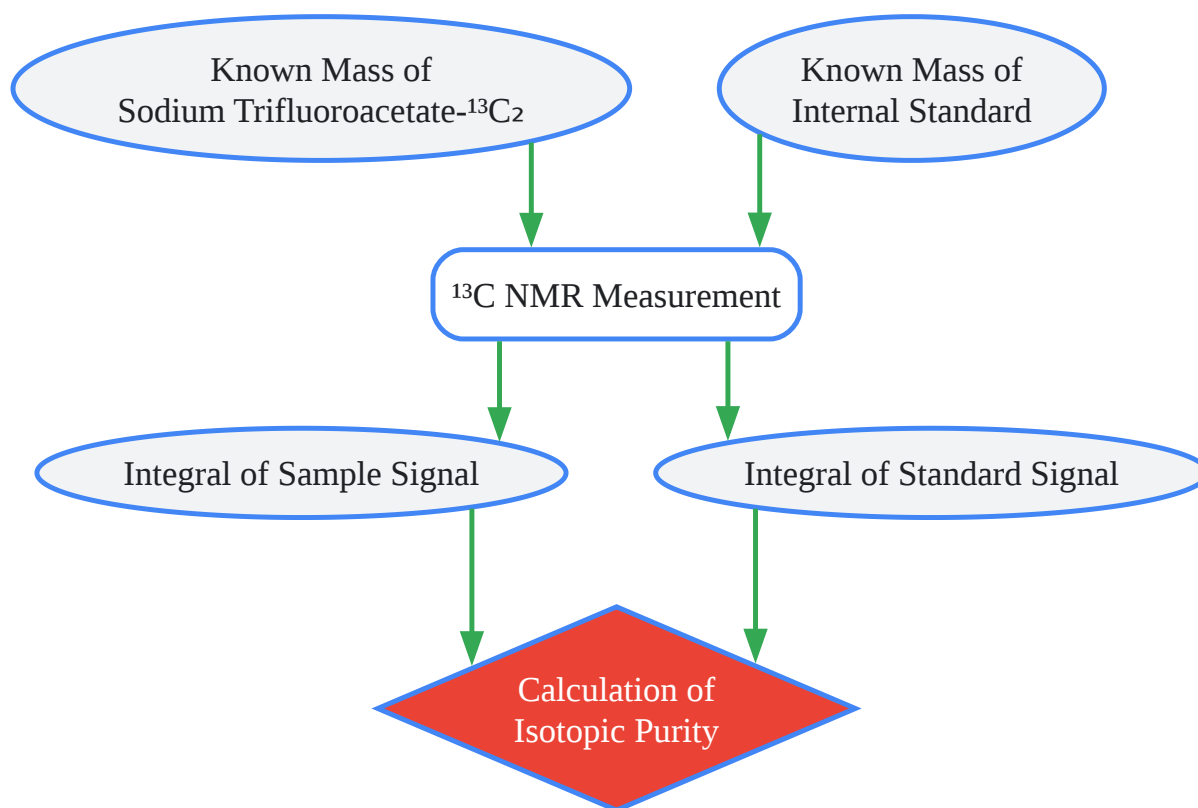 Known Mass of
Sodium Trifluoroacetate-¹³C₂
Known Mass of
Internal Standard
¹³C NMR Measurement
Integral of Sample Signal
Integral of Standard Signal
Calculation of
Isotopic Purity